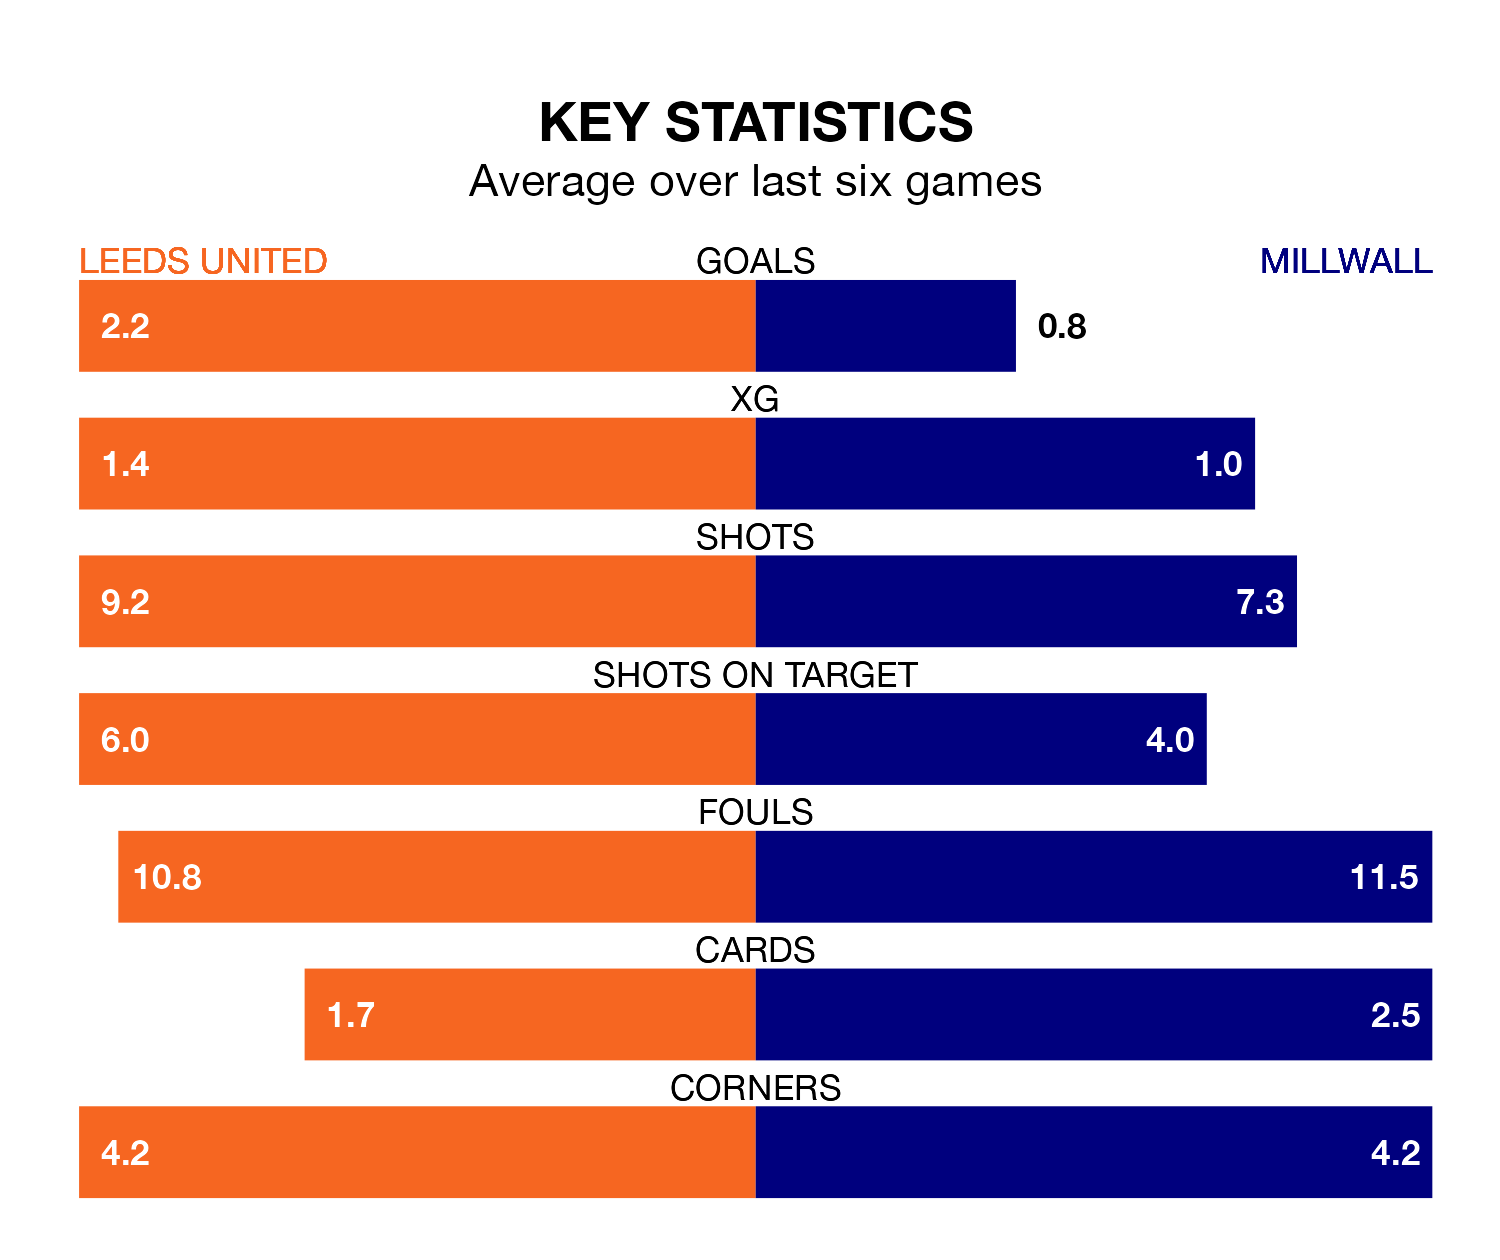 KEY STATISTICS
Average over last six games
LEEDS UNITED GOALS MILLWALL
2.2 0.8
XG
1.4 1.0
SHOTS
9.2 7.3
SHOTS ON TARGET
6.0 4.0
FOULS
10.8 11.5
CARDS
1.7 2.5
CORNERS
4.2 4.2